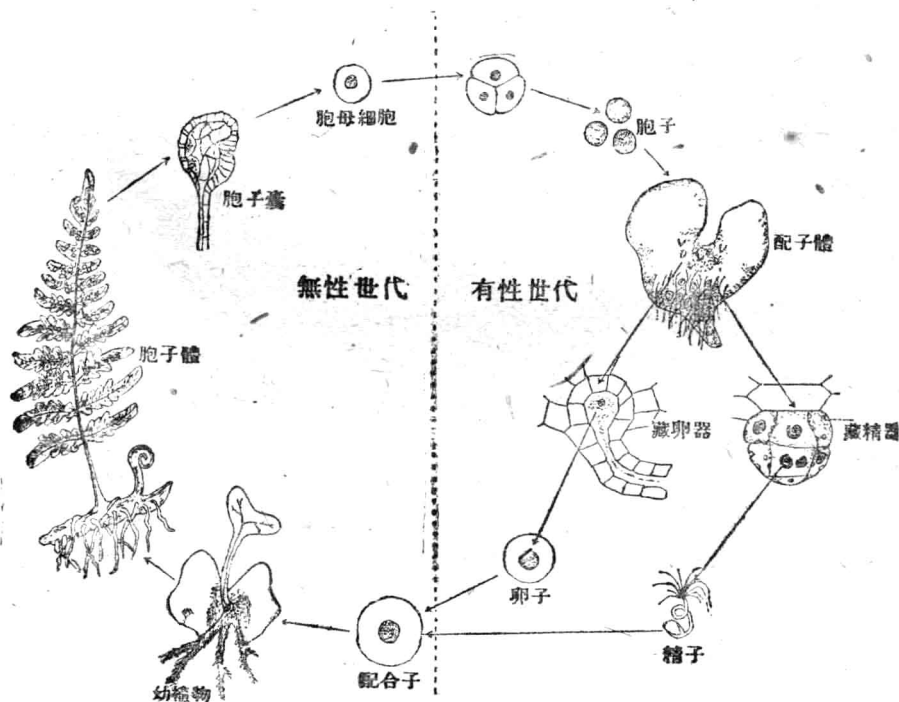 胞母細胞
胞子
胞子囊
配子體
無性世代
有性世代
胞子體
藏卵器
藏精器
卵子
精子
配合子
幼植物